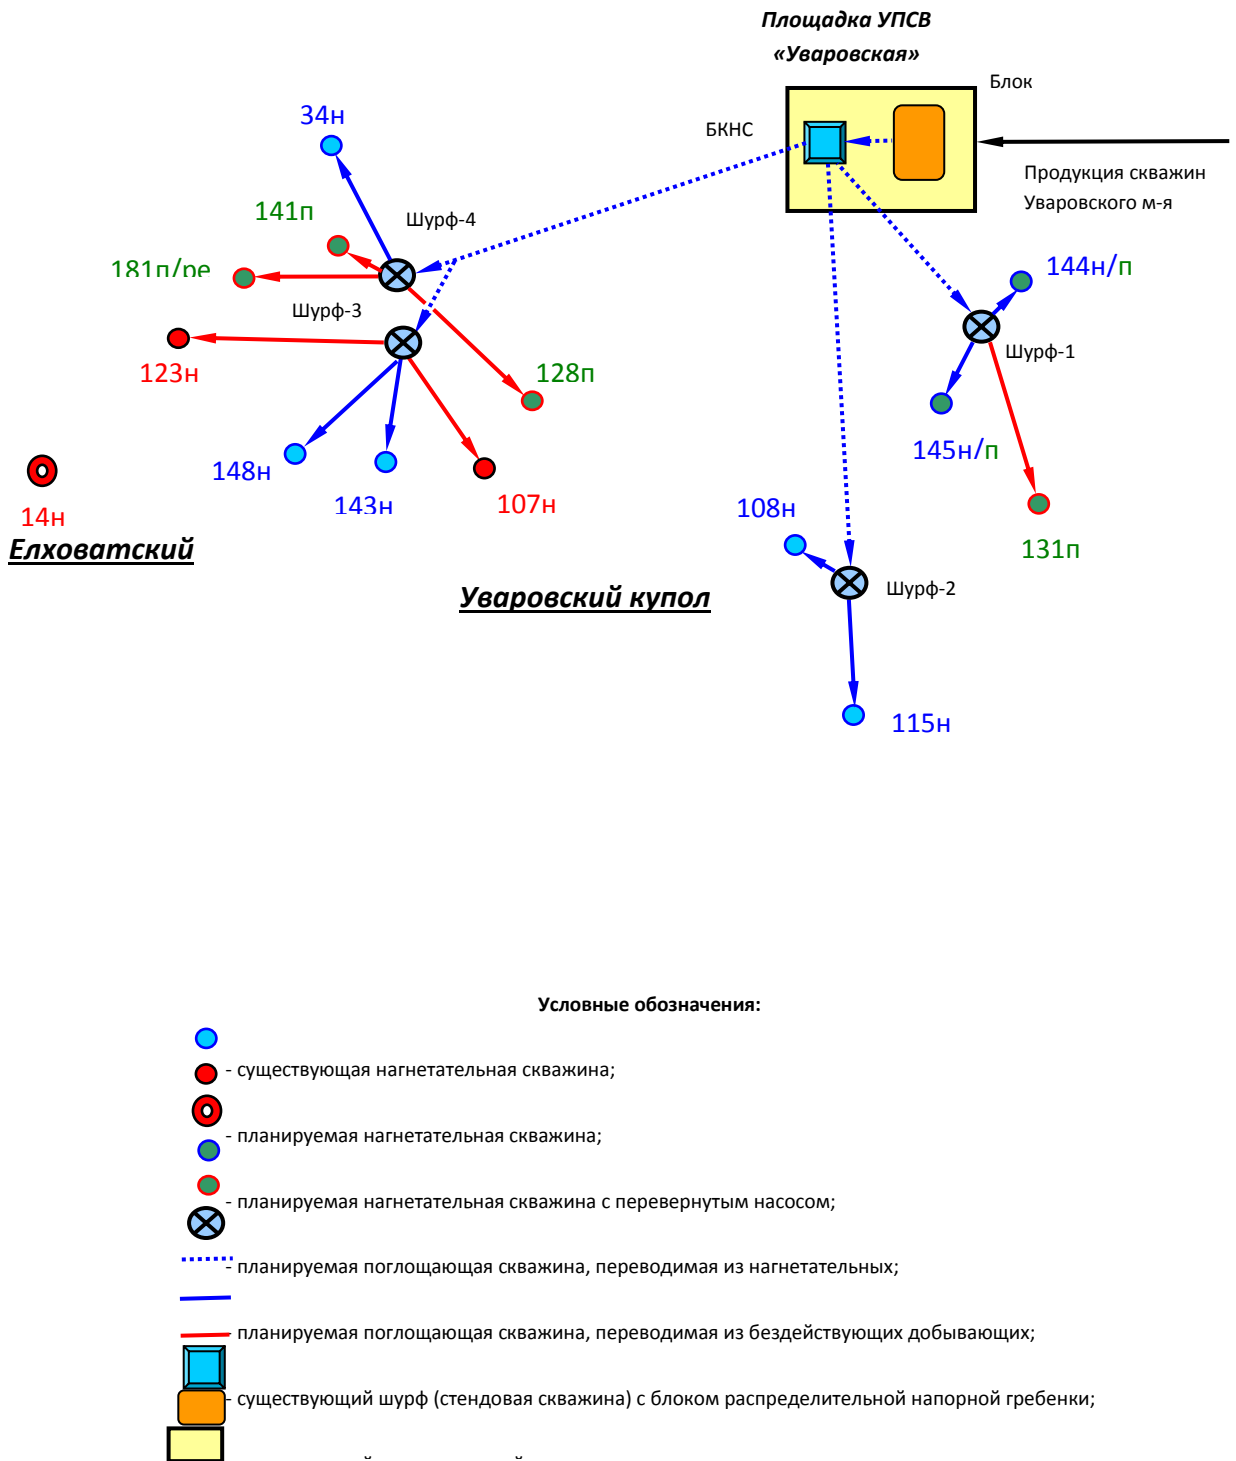 Площадка УПСВ
«Уваровская»
Блок
БКНС
Продукция скважин
Уваровского м-я
34н
141п
Шурф-4
181п/ре
Шурф-3
123н
128п
144н/п
Шурф-1
145н/п
148н
143н
107н
14н
Елховатский
108н
131п
Шурф-2
Уваровский купол
115н
Условные обозначения:
- существующая нагнетательная скважина;
- планируемая нагнетательная скважина;
- планируемая нагнетательная скважина с перевернутым насосом;
- планируемая поглощающая скважина, переводимая из нагнетательных;
- планируемая поглощающая скважина, переводимая из бездействующих добывающих;
- существующий шурф (стендовая скважина) с блоком распределительной напорной гребенки;